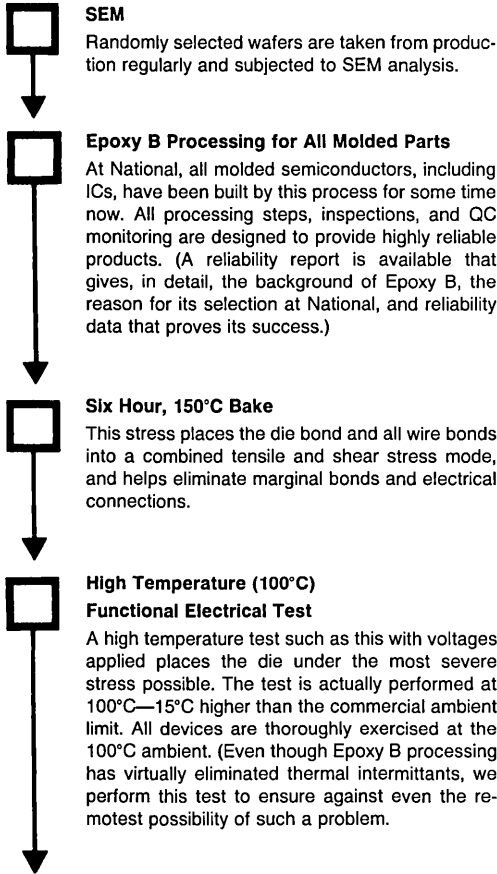 SEM
Randomly selected wafers are taken from produc-
tion regularly and subjected to SEM analysis.
Epoxy B Processing for All Molded Parts
At National, all molded semiconductors, including
ICs, have been built by this process for some time
now. All processing steps, inspections, and QC
monitoring are designed to provide highly reliable
products. (A reliability report is available that
gives, in detail, the background of Epoxy B, the
reason for its selection at National, and reliability
data that proves its success.)
Six Hour, 150°C Bake
This stress places the die bond and all wire bonds
into a combined tensile and shear stress mode,
and helps eliminate marginal bonds and electrical
connections.
High Temperature (100°C)
Functional Electrical Test
A high temperature test such as this with voltages
applied places the die under the most severe
stress possible. The test is actually performed at
100°C—15°C higher than the commercial ambient
limit. All devices are thoroughly exercised at the
100°C ambient. (Even though Epoxy B processing
has virtually eliminated thermal intermittants, we
perform this test to ensure against even the re-
motest possibility of such a problem.